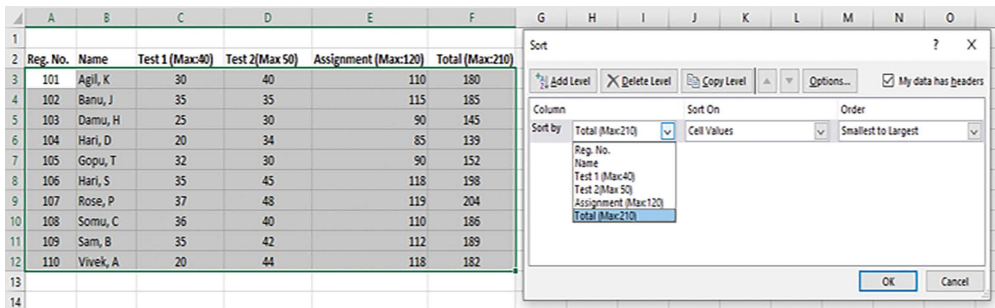 A B C D E F G H I J K L M N O
1
2 Reg. No. Name Test 1 (Max:40) Test 2(Max 50) Assignment (Max:120) Total (Max:210)
3 101 Agil, K 30 40 110 180
4 102 Banu, J 35 35 115 185
5 103 Damu, H 25 30 90 145
6 104 Hari, D 20 34 85 139
7 105 Gopu, T 32 30 90 152
8 106 Hari, S 35 45 118 198
9 107 Rose, P 37 48 119 204
10 108 Somu, C 36 40 110 186
11 109 Sam, B 35 42 112 189
12 110 Vivek, A 20 44 118 182
13
14
Sort ? X
Add Level Delete Level Copy Level Options... My data has headers
Column Sort On Order
Sort by Total (Max:210) Cell Values Smallest to Largest
Reg. No.
Name
Test 1 (Max:40)
Test 2(Max 50)
Assignment (Max:120)
Total (Max:210)
OK Cancel